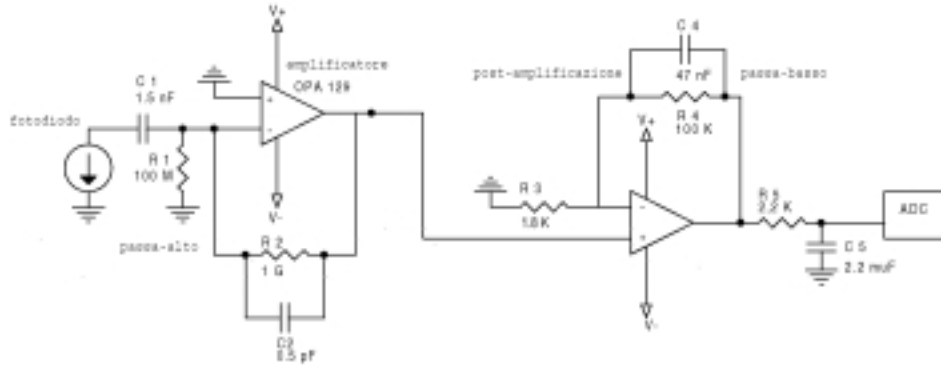 V+
amplificatore
OPA 129
C 1
1.5 nF
fotodiodo
R 1
100 M
passa-alto
V-
R 2
1 G
C2
0.5 pF
C 4
47 nF
post-amplificazione
passa-basso
R 4
100 K
V+
R 3
1.8K
V-
R 5
2.2 K
ADC
C 5
2.2 muF